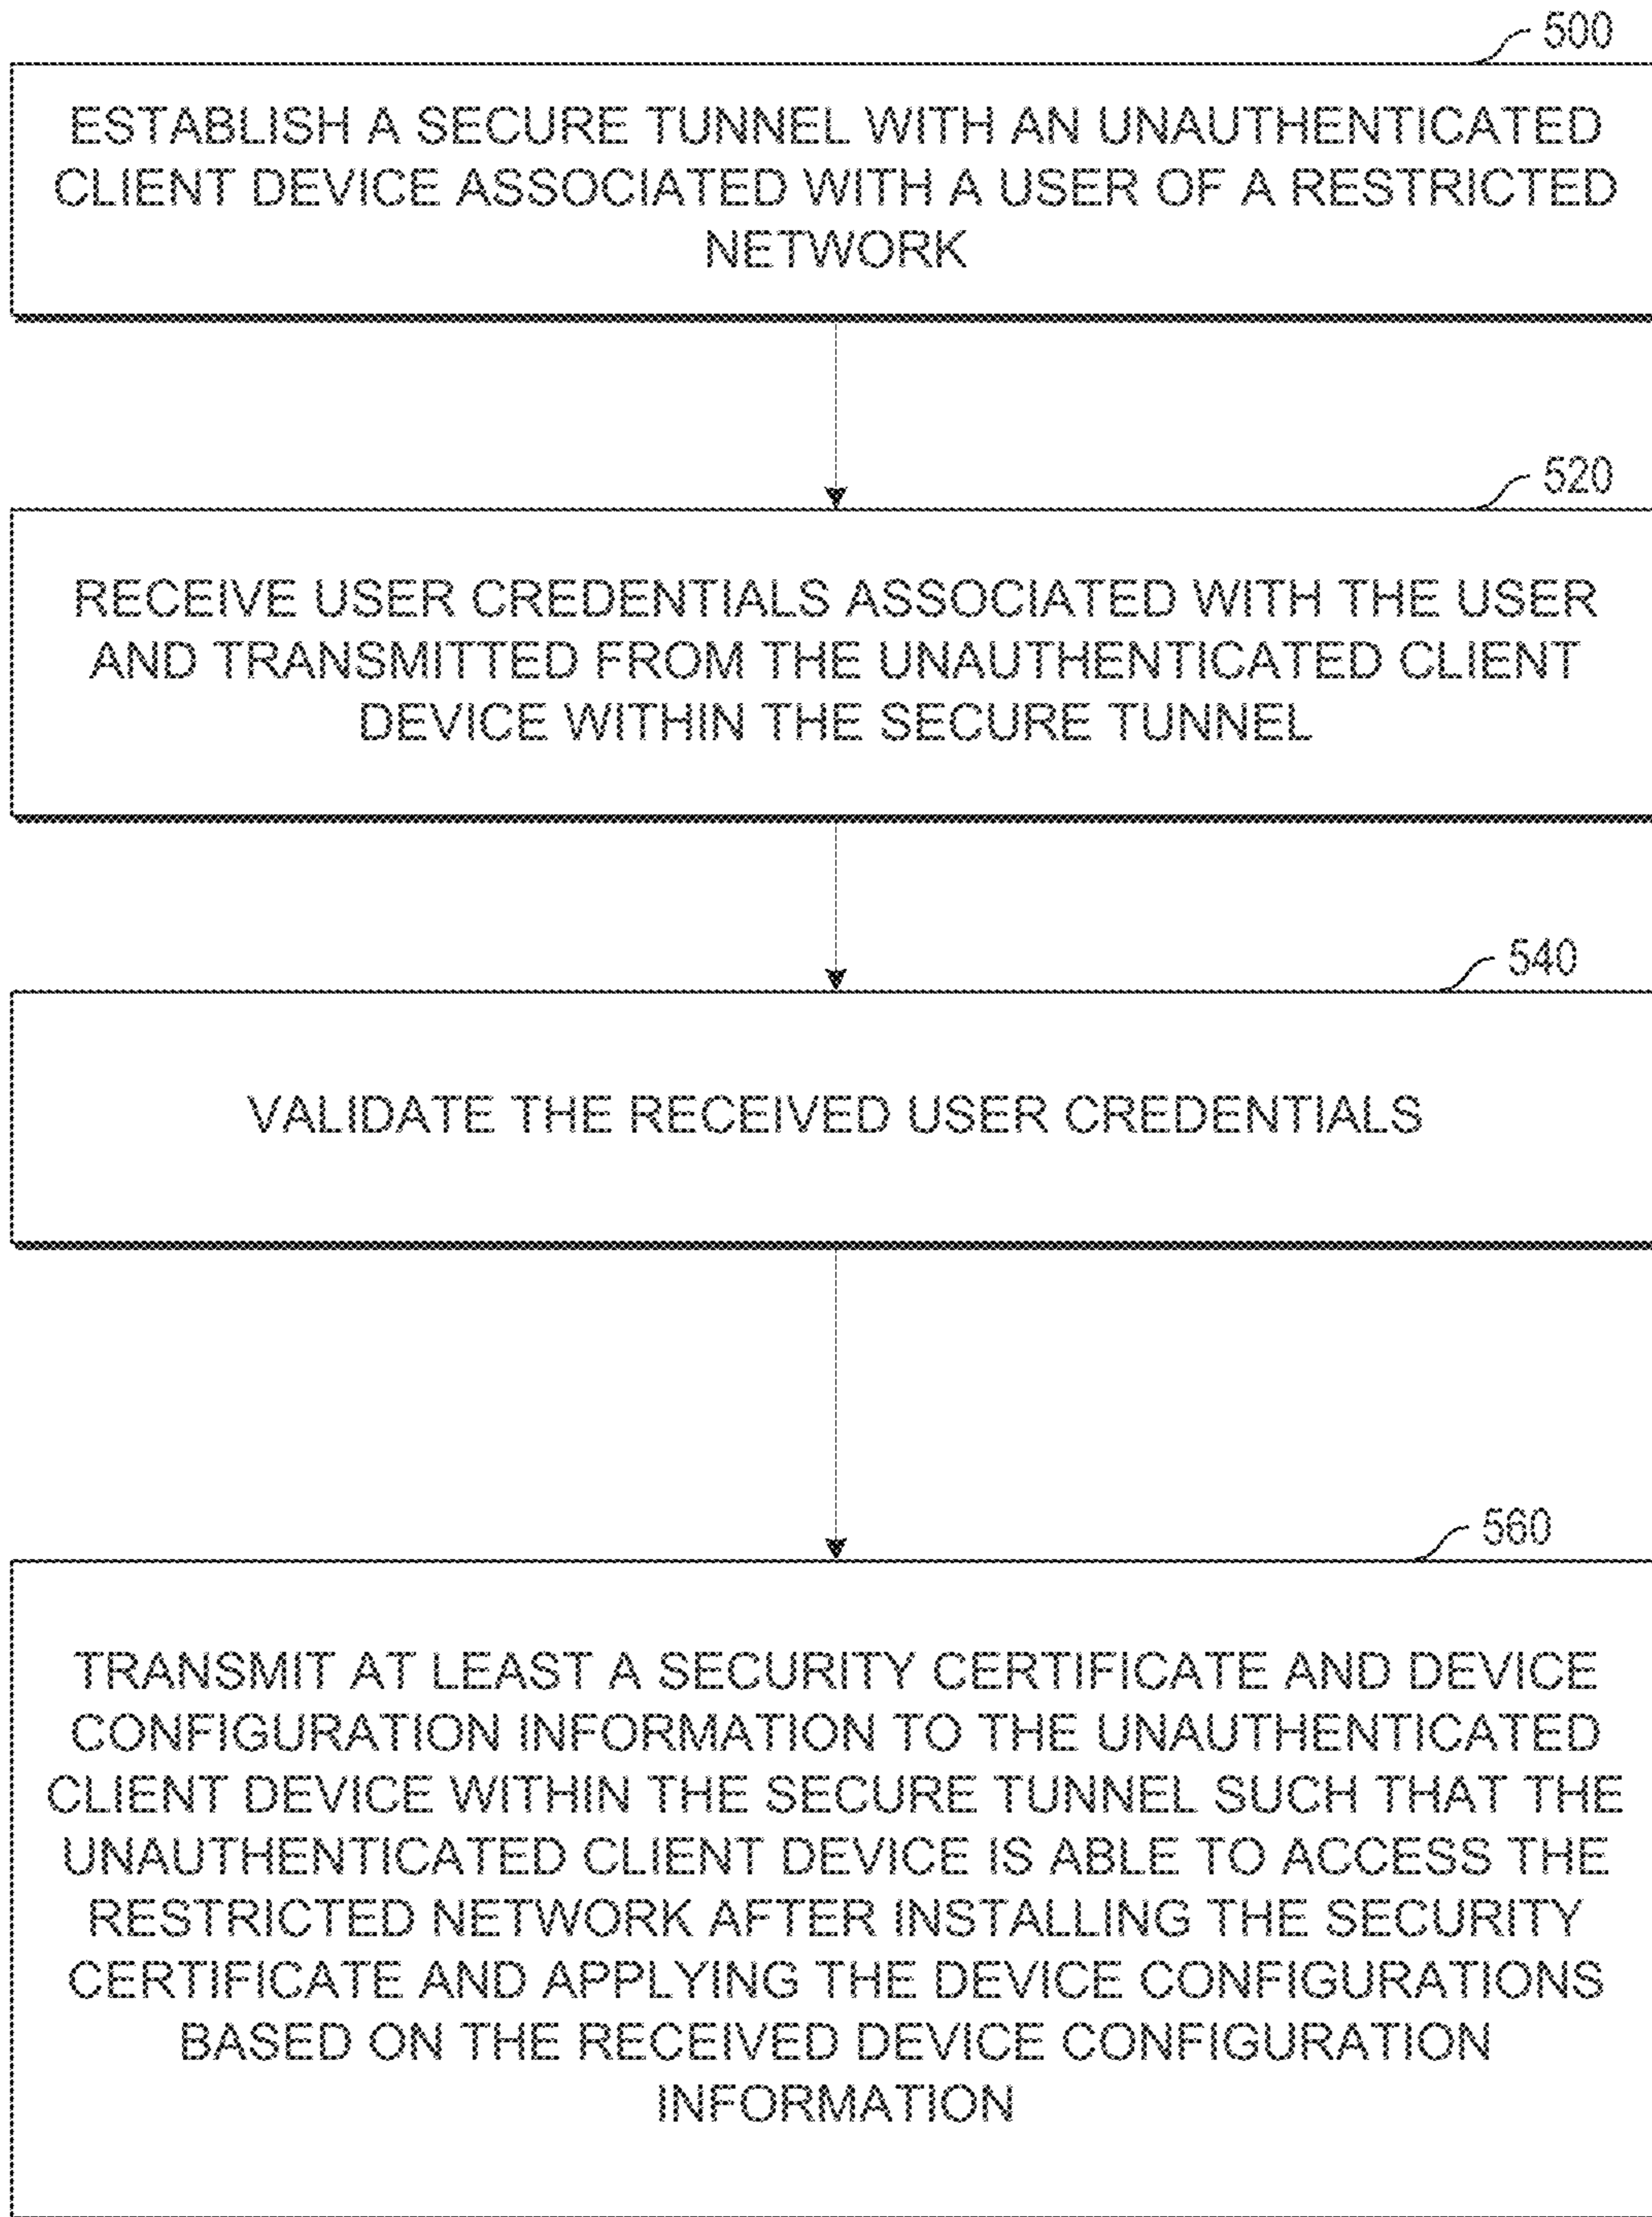 500
ESTABLISH A SECURE TUNNEL WITH AN UNAUTHENTICATED
CLIENT DEVICE ASSOCIATED WITH A USER OF A RESTRICTED
NETWORK
520
RECEIVE USER CREDENTIALS ASSOCIATED WITH THE USER
AND TRANSMITTED FROM THE UNAUTHENTICATED CLIENT
DEVICE WITHIN THE SECURE TUNNEL
540
VALIDATE THE RECEIVED USER CREDENTIALS
560
TRANSMIT AT LEAST A SECURITY CERTIFICATE AND DEVICE
CONFIGURATION INFORMATION TO THE UNAUTHENTICATED
CLIENT DEVICE WITHIN THE SECURE TUNNEL SUCH THAT THE
UNAUTHENTICATED CLIENT DEVICE IS ABLE TO ACCESS THE
RESTRICTED NETWORK AFTER INSTALLING THE SECURITY
CERTIFICATE AND APPLYING THE DEVICE CONFIGURATIONS
BASED ON THE RECEIVED DEVICE CONFIGURATION
INFORMATION